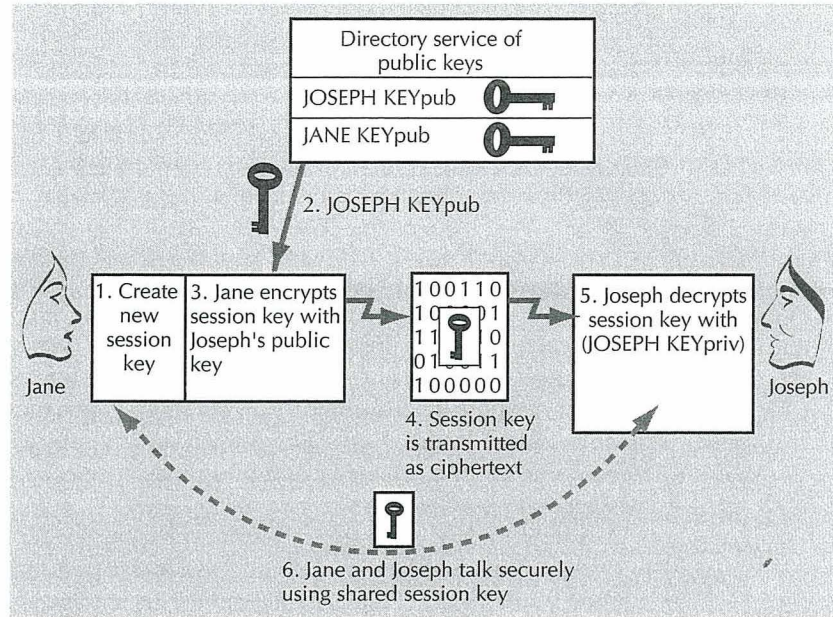 Directory service of
public keys
JOSEPH KEYpub
JANE KEYpub
2. JOSEPH KEYpub
1. Create
new
session
key
3. Jane encrypts
session key with
Joseph's public
key
100110
11
01
100000
5. Joseph decrypts
session key with
(JOSEPH KEYpriv)
Jane
Joseph
4. Session key
is transmitted
as ciphertext
6. Jane and Joseph talk securely
using shared session key